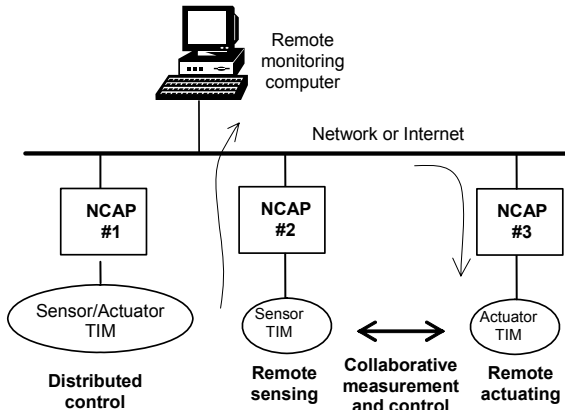 Remote
monitoring
computer
Network or Internet
NCAP
#1
NCAP
#2
NCAP
#3
Sensor/Actuator
TIM
Sensor
TIM
Actuator
TIM
Distributed
control
Remote
sensing
Collaborative
measurement
and control
Remote
actuating